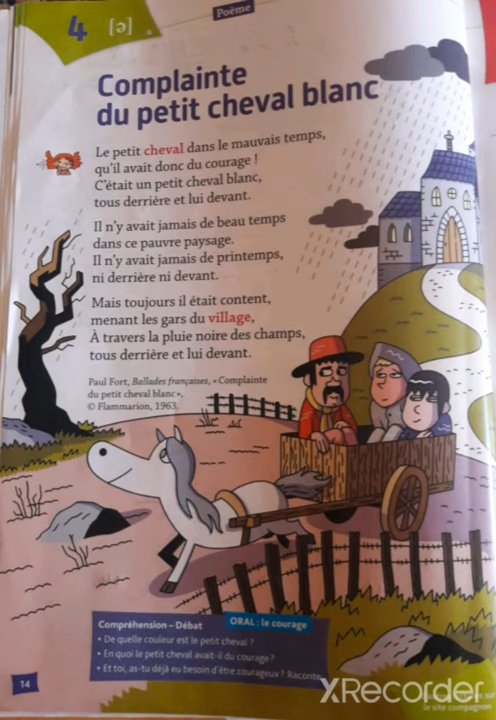 Poème
4 [ə]
Complainte
du petit cheval blanc
Le petit cheval dans le mauvais temps,
qu'il avait donc du courage !
C'était un petit cheval blanc,
tous derrière et lui devant.
Il n'y avait jamais de beau temps
dans ce pauvre paysage.
Il n'y avait jamais de printemps,
ni derrière ni devant.
Mais toujours il était content,
menant les gars du village,
À travers la pluie noire des champs,
tous derrière et lui devant.
Paul Fort, Ballades françaises, « Complainte
du petit cheval blanc »,
© Flammarion, 1963.
Compréhension – Débat
ORAL : le courage
• De quelle couleur est le petit cheval ?
• En quoi le petit cheval avait-il du courage ?
• Et toi, as-tu déjà eu besoin d'être courageux ? Raconte
14
XRecorder
le site compagnon